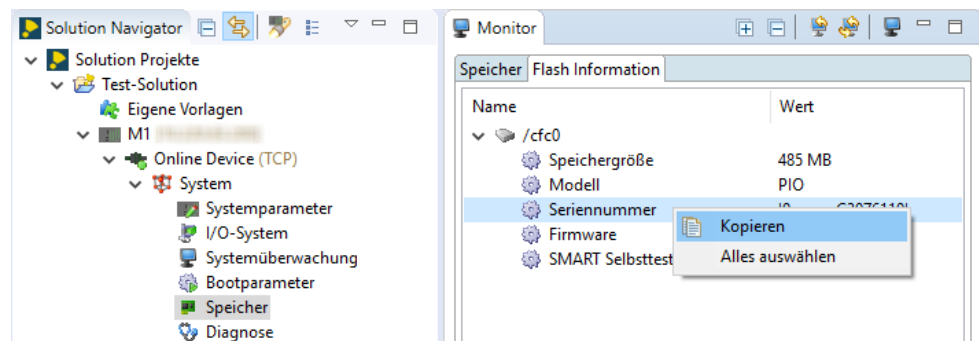 Solution Navigator
Solution Projekte
Test-Solution
Eigene Vorlagen
M1
Online Device (TCP)
System
Systemparameter
I/O-System
Systemüberwachung
Bootparameter
Speicher
Diagnose
Monitor
Speicher Flash Information
Name Wert
/cfc0
Speichergröße 485 MB
Modell PIO
Seriennummer
Firmware
SMART Selbsttest
Kopieren
Alles auswählen